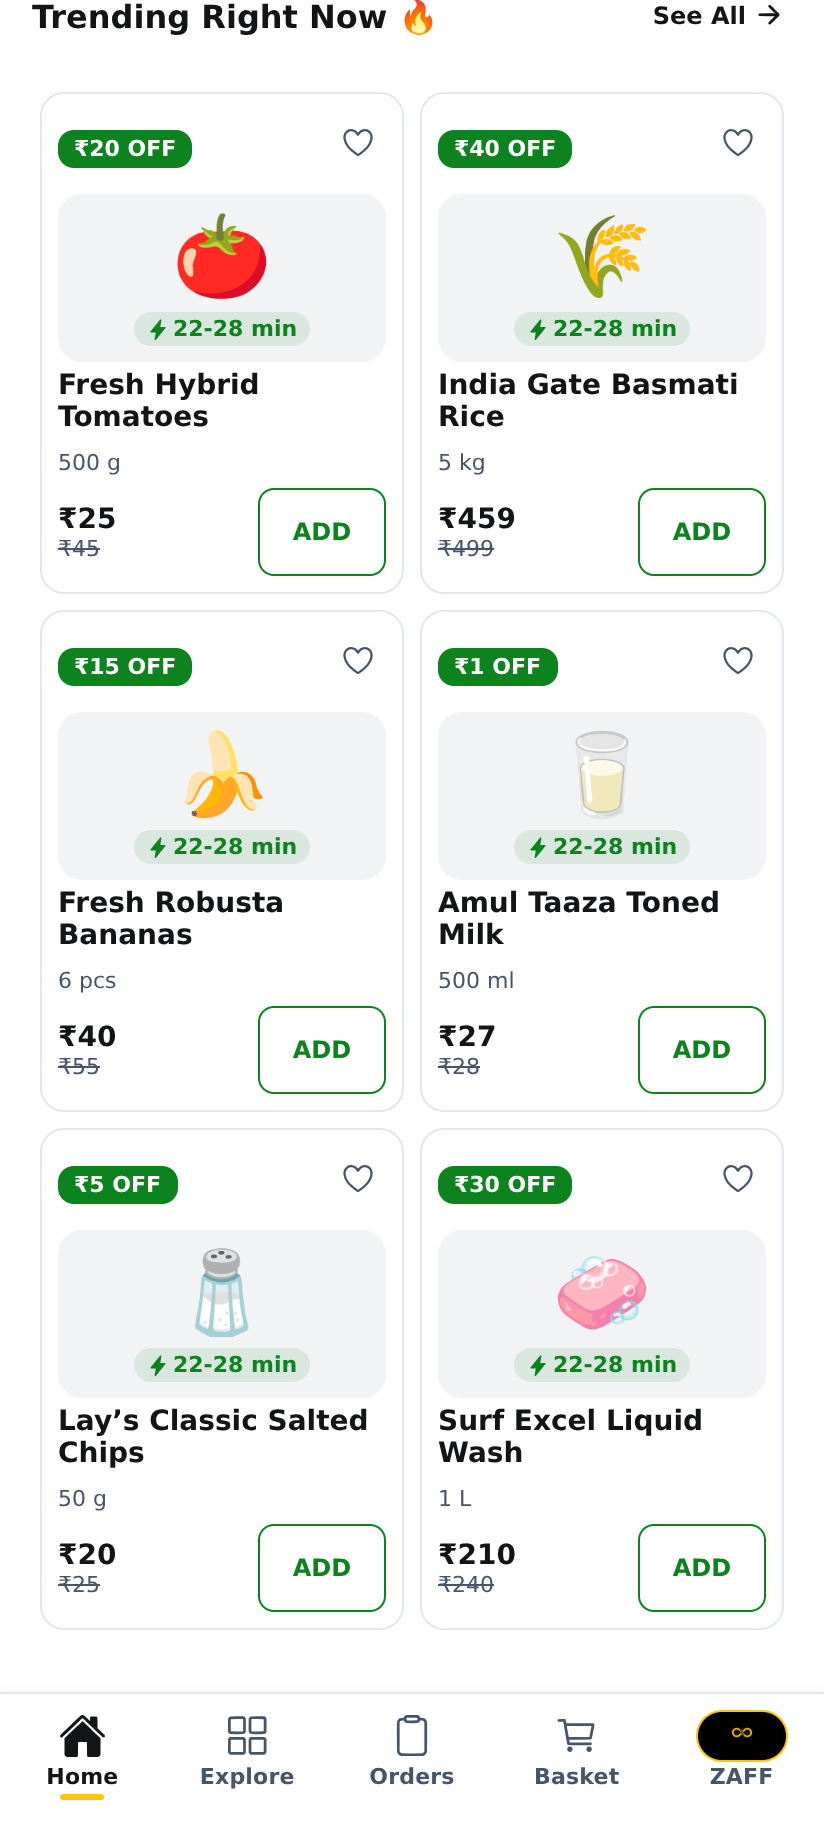 Trending Right Now 🔥
See All →
₹20 OFF
22-28 min
Fresh Hybrid
Tomatoes
500 g
₹25
₹45
ADD
₹40 OFF
22-28 min
India Gate Basmati
Rice
5 kg
₹459
₹499
ADD
₹15 OFF
22-28 min
Fresh Robusta
Bananas
6 pcs
₹40
₹55
ADD
₹1 OFF
22-28 min
Amul Taaza Toned
Milk
500 ml
₹27
₹28
ADD
₹5 OFF
22-28 min
Lay’s Classic Salted
Chips
50 g
₹20
₹25
ADD
₹30 OFF
22-28 min
Surf Excel Liquid
Wash
1 L
₹210
₹240
ADD
Home
Explore
Orders
Basket
∞
ZAFF